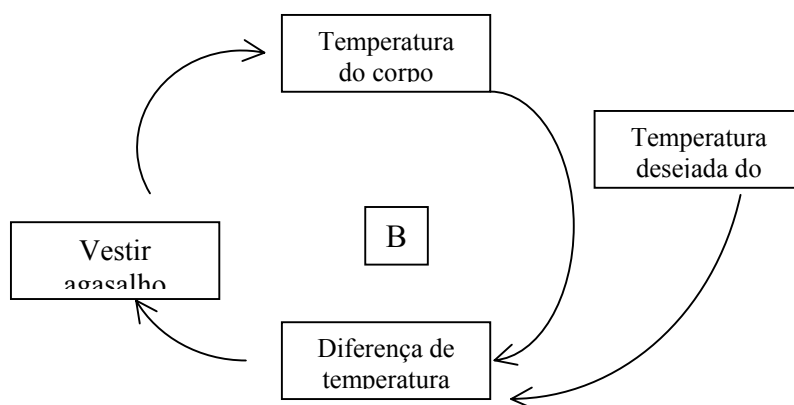 Temperatura
do corpo
Temperatura
desejada do
Vestir
agasalho
B
Diferença de
temperatura